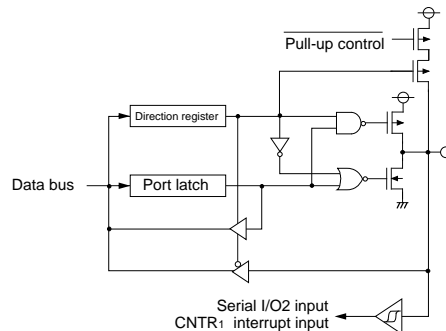 Pull-up control
Direction register
Data bus
Port latch
Serial I/O2 input
CNTR1 interrupt input